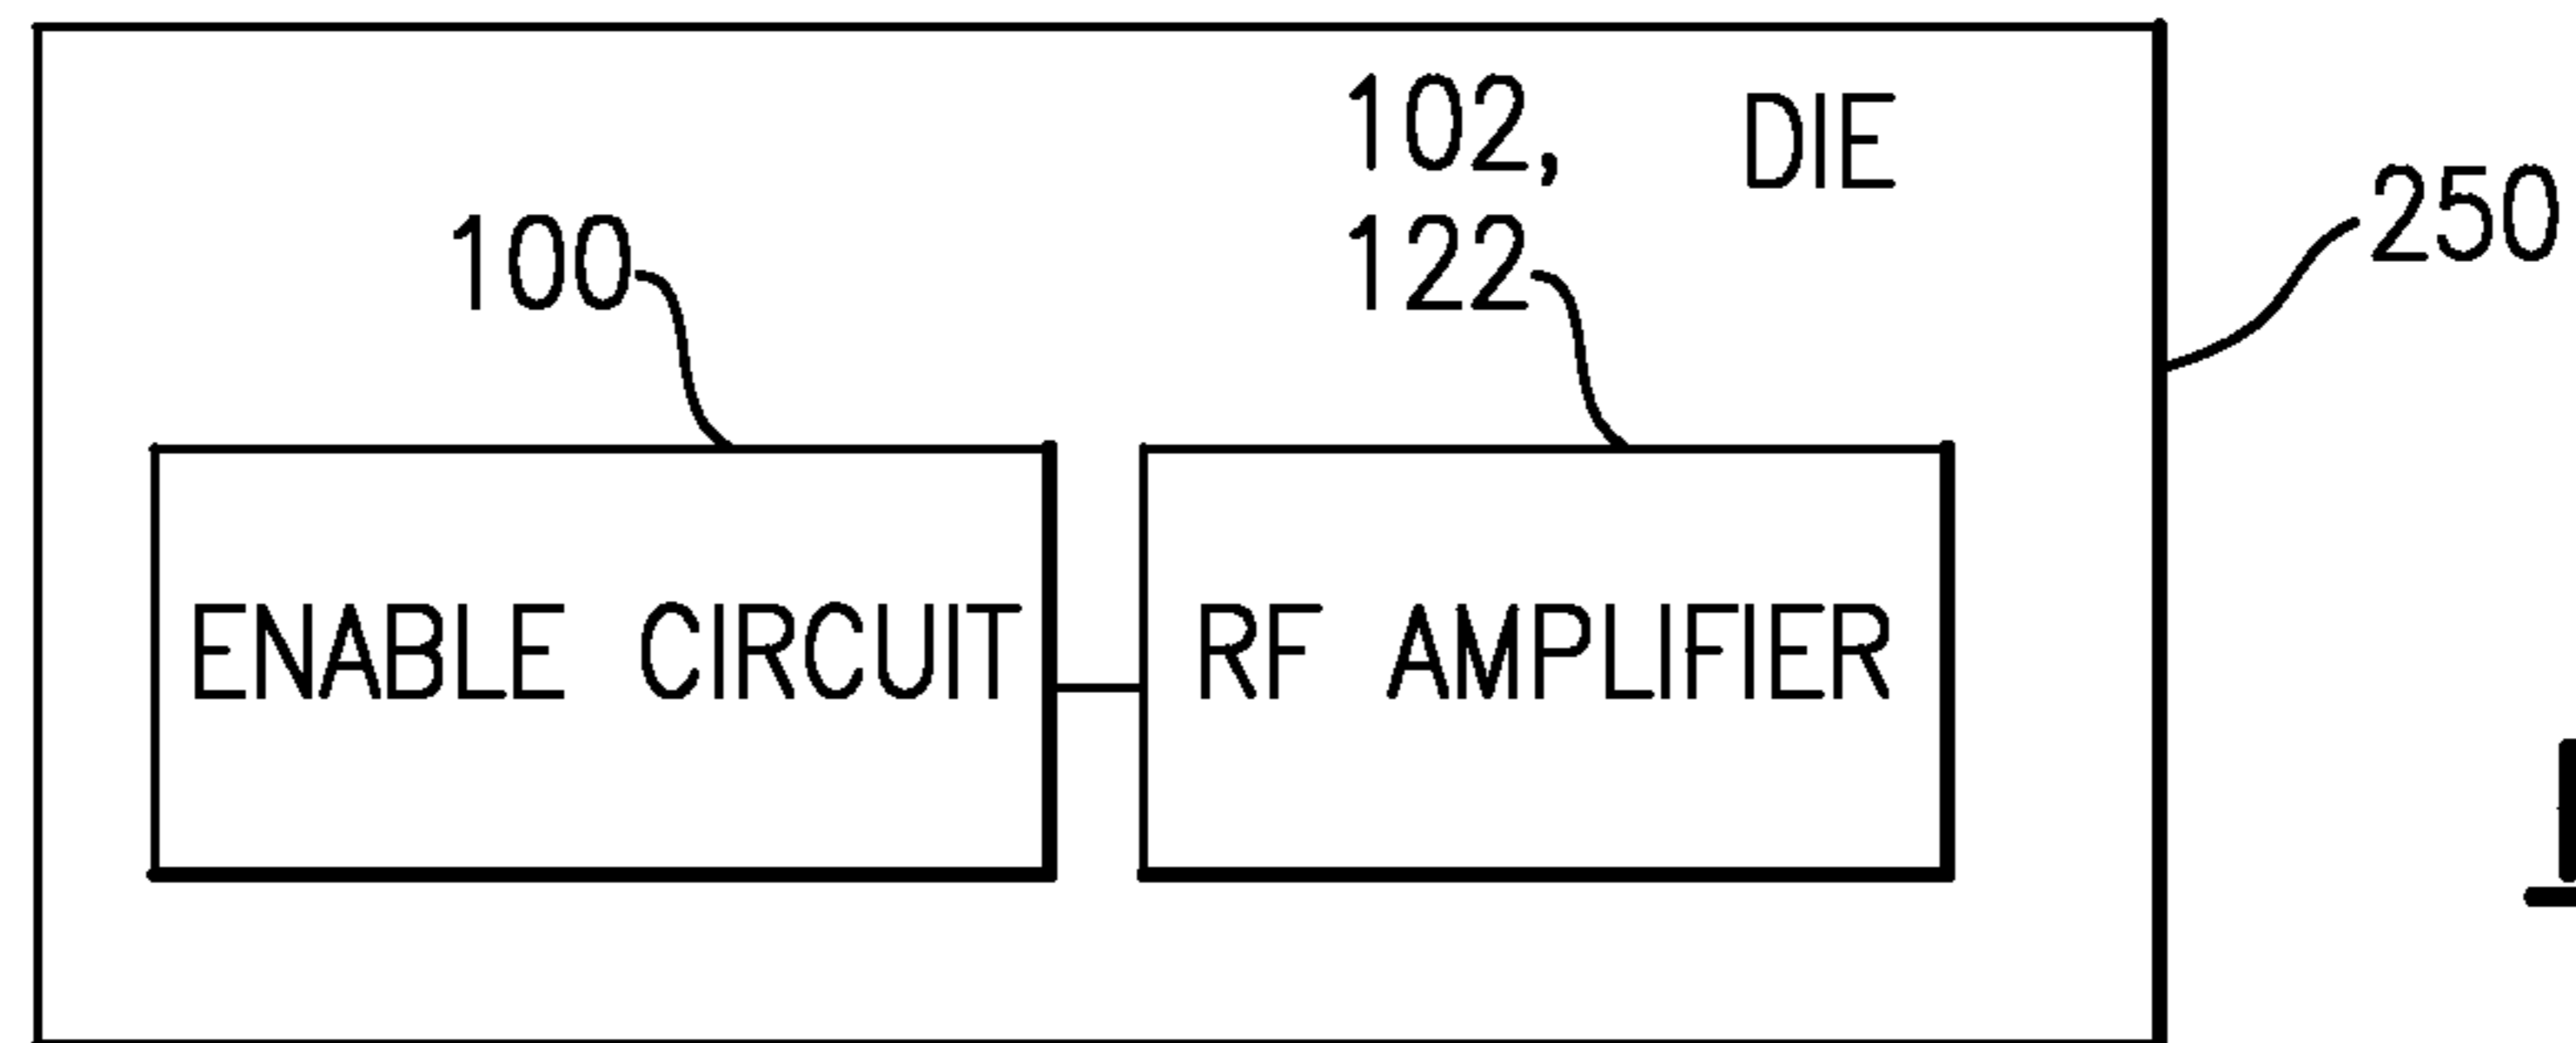 102, DIE
250
100
122
ENABLE CIRCUIT
RF AMPLIFIER